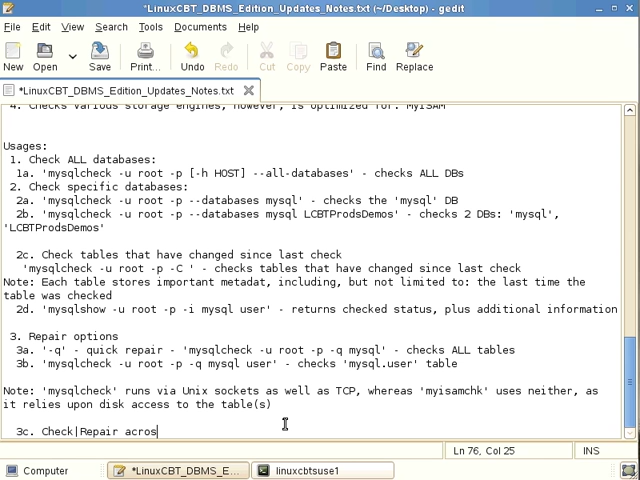 *LinuxCBT_DBMS_Edition_Updates_Notes.txt (~/Desktop) - gedit
File Edit View Search Tools Documents Help
New Open Save Print... Undo Redo Cut Copy Paste Find Replace
*LinuxCBT_DBMS_Edition_Updates_Notes.txt
4. Checks various storage engines, however, is optimized for: MyISAM
Usages:
1. Check ALL databases:
1a. 'mysqlcheck -u root -p [-h HOST] --all-databases' - checks ALL DBs
2. Check specific databases:
2a. 'mysqlcheck -u root -p --databases mysql' - checks the 'mysql' DB
2b. 'mysqlcheck -u root -p --databases mysql LCBTProdsDemos' - checks 2 DBs: 'mysql',
'LCBTProdsDemos'
2c. Check tables that have changed since last check
'mysqlcheck -u root -p -C ' - checks tables that have changed since last check
Note: Each table stores important metadat, including, but not limited to: the last time the
table was checked
2d. 'mysqlshow -u root -p -i mysql user' - returns checked status, plus additional information
3. Repair options
3a. '-q' - quick repair - 'mysqlcheck -u root -p -q mysql' - checks ALL tables
3b. 'mysqlcheck -u root -p -q mysql user' - checks 'mysql.user' table
Note: 'mysqlcheck' runs via Unix sockets as well as TCP, whereas 'myisamchk' uses neither, as
it relies upon disk access to the table(s)
3c. Check|Repair acros
Ln 76, Col 25 INS
Computer *LinuxCBT_DBMS_E... linuxcbtsuse1